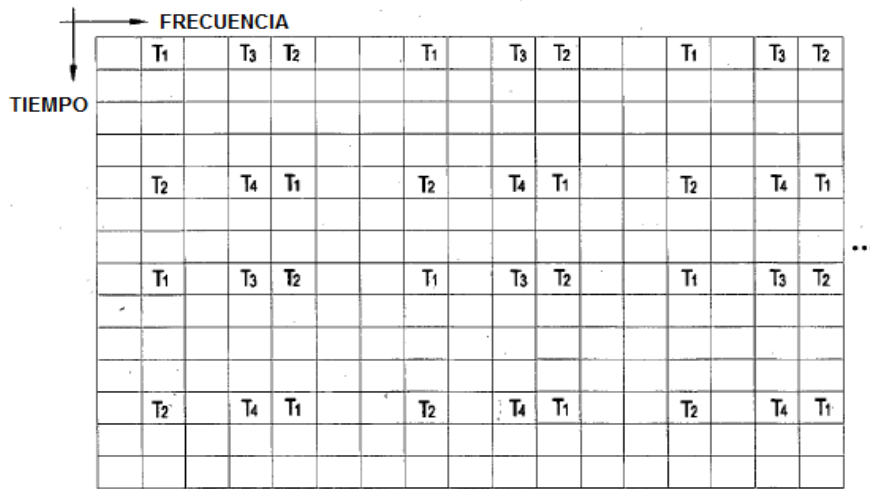 FRECUENCIA
T₁ T₃ T₂ T₁ T₃ T₂ T₁ T₃ T₂
TIEMPO
T₂ T₄ T₁ T₂ T₄ T₁ T₂ T₄ T₁
...
T₁ T₃ T₂ T₁ T₃ T₂ T₁ T₃ T₂
T₂ T₄ T₁ T₂ T₄ T₁ T₂ T₄ T₁